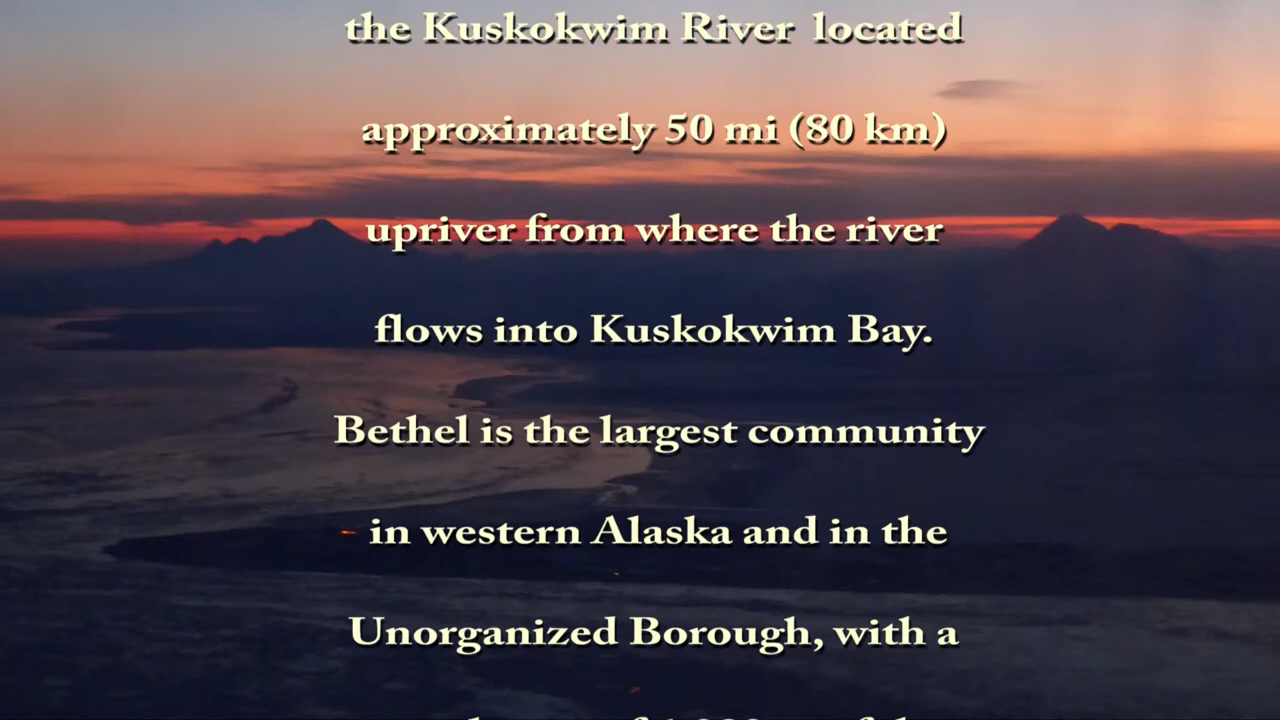 the Kuskokwim River located
approximately 50 mi (80 km)
upriver from where the river
flows into Kuskokwim Bay.
Bethel is the largest community
in western Alaska and in the
Unorganized Borough, with a